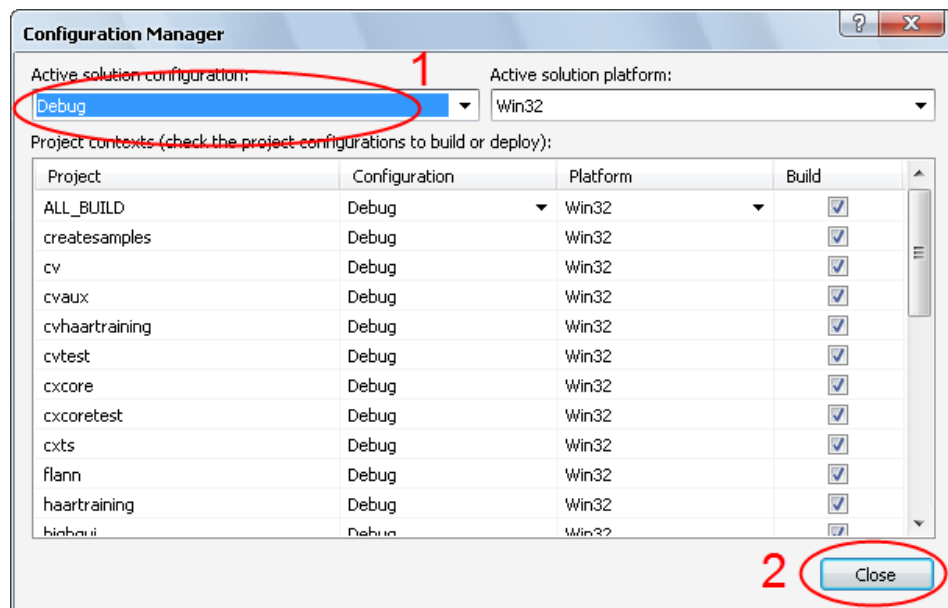 Configuration Manager
Active solution configuration: 1 Active solution platform:
Debug Win32
Project contexts (check the project configurations to build or deploy):
Project Configuration Platform Build
ALL_BUILD Debug Win32
createsamples Debug Win32
cv Debug Win32
cvaux Debug Win32
cvhaartraining Debug Win32
cvtest Debug Win32
cxcore Debug Win32
cxcoretest Debug Win32
cxts Debug Win32
flann Debug Win32
haartraining Debug Win32
highgui Debug Win32
2 Close